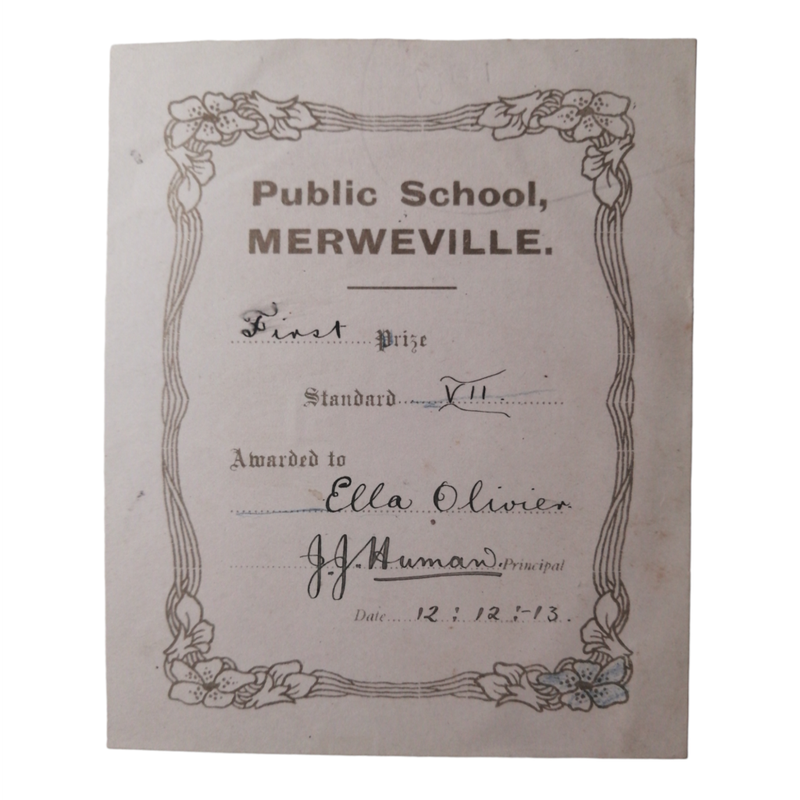 Public School,
MERWEVILLE.
First Prize
Standard VII.
Awarded to
Ella Olivier.
J.J. Human. Principal
Date 12:12:-13.